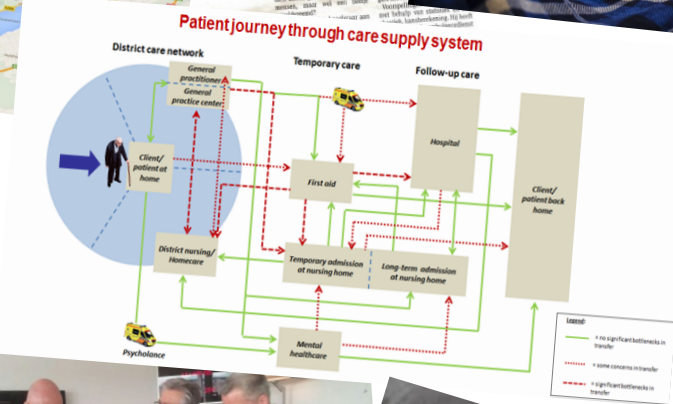 Patient journey through care supply system
District care network
Temporary care
Follow-up care
General
practitioner
General
practice center
Hospital
Client/
patient at
home
First aid
Client/
patient back
home
District nursing/
Homecare
Temporary admission
at nursing home
Long-term admission
at nursing home
Mental
healthcare
Psycholance
Legend:
= no significant bottlenecks in
transfer
= some concerns in transfer
= significant bottlenecks in
transfer